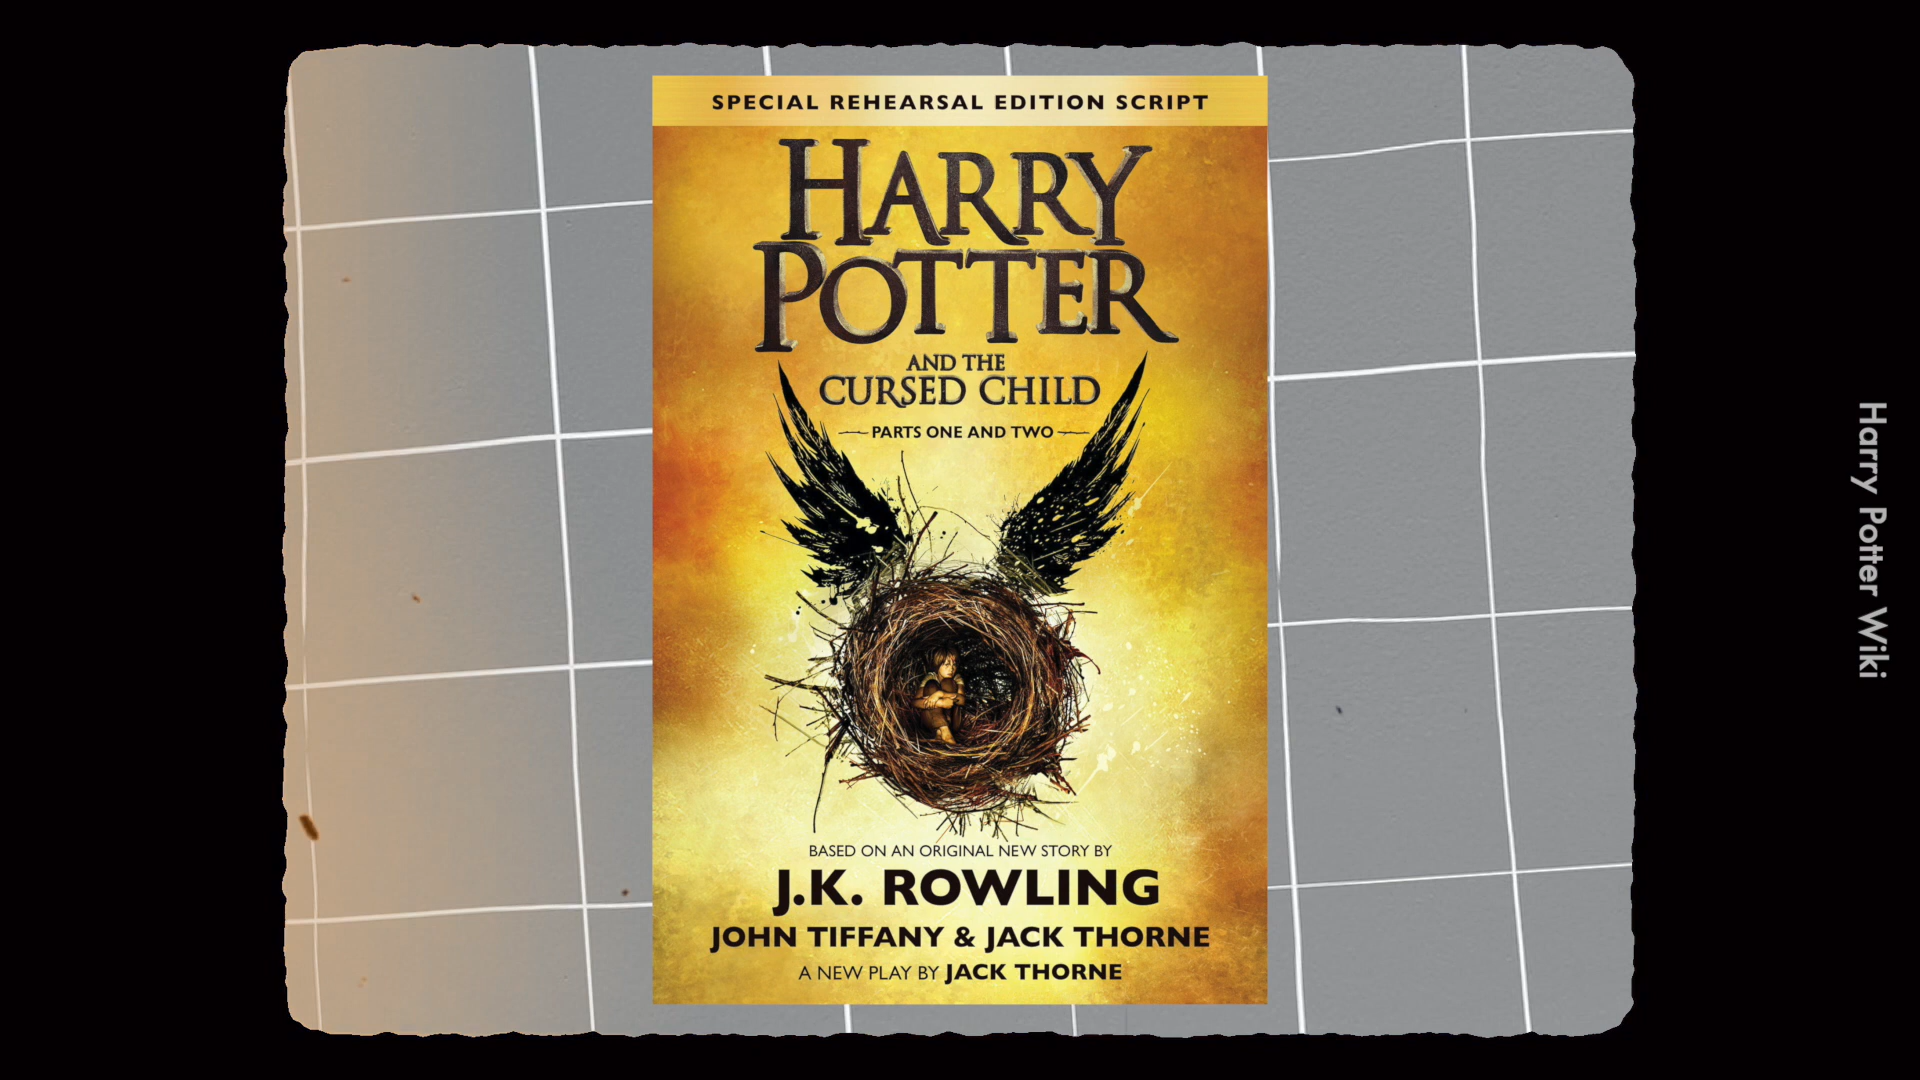 SPECIAL REHEARSAL EDITION SCRIPT
HARRY
POTTER
AND THE
CURSED CHILD
PARTS ONE AND TWO
BASED ON AN ORIGINAL NEW STORY BY
J.K. ROWLING
JOHN TIFFANY & JACK THORNE
A NEW PLAY BY JACK THORNE
Harry Potter Wiki